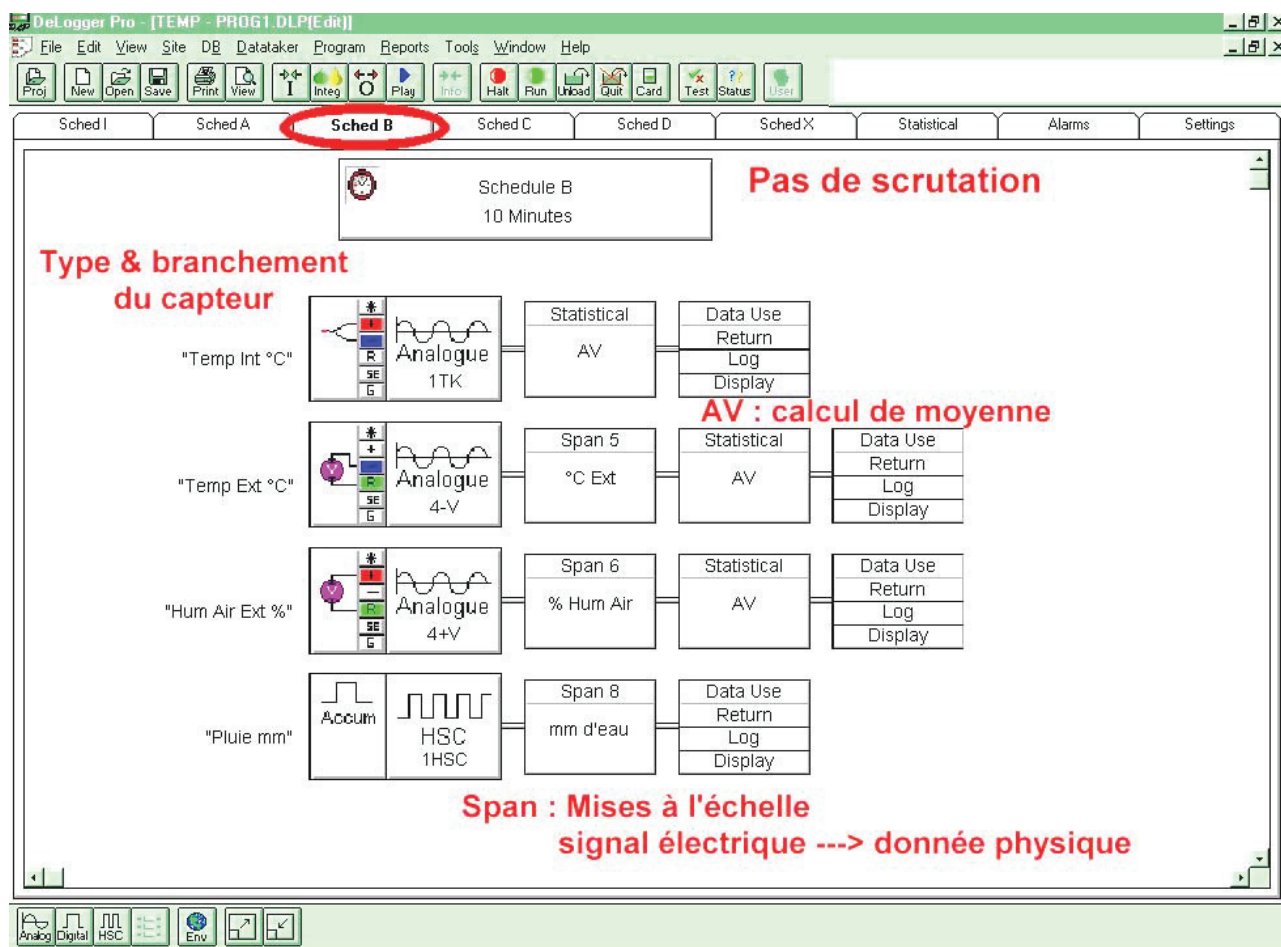 DeLogger Pro - [TEMP - PROG1.DLP(Edit)]
File Edit View Site DB Datataker Program Reports Tools Window Help
Proj New Open Save Print View I Integ O Play Info Halt Run Unload Quit Card Test Status User
Sched I Sched A Sched B Sched C Sched D Sched X Statistical Alarms Settings
Schedule B
10 Minutes
Pas de scrutation
Type & branchement
du capteur
"Temp Int °C"
* + R SE G
Analogue
1TK
Statistical
AV
Data Use
Return
Log
Display
AV : calcul de moyenne
"Temp Ext °C"
* + R SE G
Analogue
4-V
Span 5
°C Ext
Statistical
AV
Data Use
Return
Log
Display
"Hum Air Ext %"
* + - R SE G
Analogue
4+V
Span 6
% Hum Air
Statistical
AV
Data Use
Return
Log
Display
"Pluie mm"
Accum
HSC
1HSC
Span 8
mm d'eau
Data Use
Return
Log
Display
Span : Mises à l'échelle
signal électrique ---> donnée physique
Analog Digital HSC Env